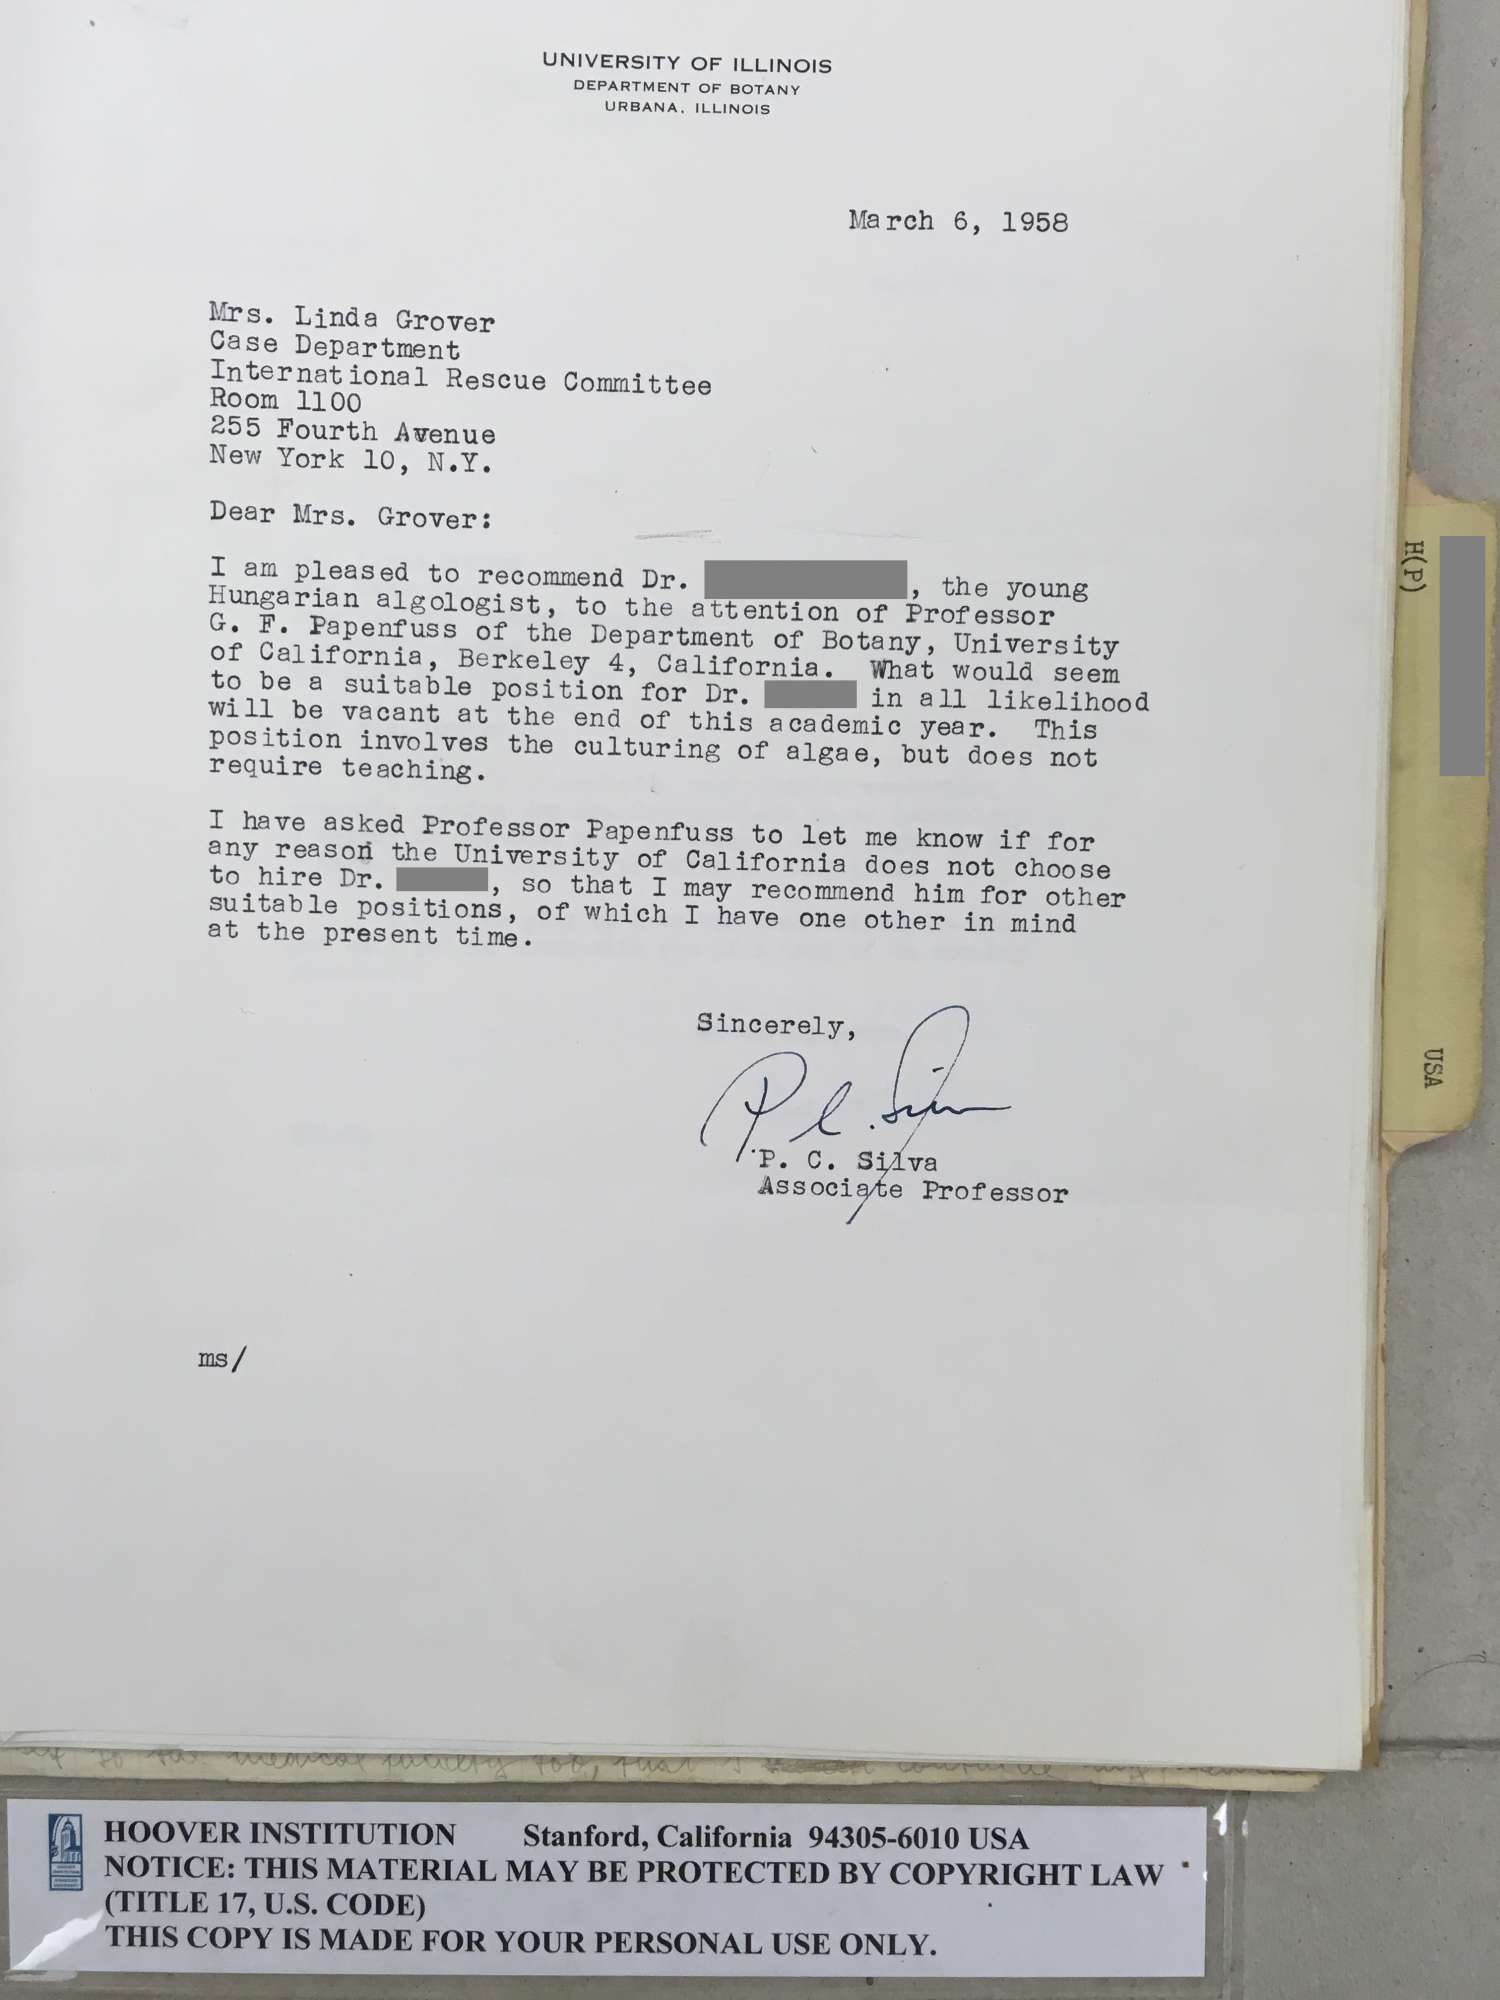 UNIVERSITY OF ILLINOIS
DEPARTMENT OF BOTANY
URBANA, ILLINOIS
March 6, 1958
Mrs. Linda Grover
Case Department
International Rescue Committee
Room 1100
255 Fourth Avenue
New York 10, N.Y.
Dear Mrs. Grover:
I am pleased to recommend Dr. , the young
Hungarian algologist, to the attention of Professor
G. F. Papenfuss of the Department of Botany, University
of California, Berkeley 4, California. What would seem
to be a suitable position for Dr. in all likelihood
will be vacant at the end of this academic year. This
position involves the culturing of algae, but does not
require teaching.
I have asked Professor Papenfuss to let me know if for
any reason the University of California does not choose
to hire Dr. , so that I may recommend him for other
suitable positions, of which I have one other in mind
at the present time.
Sincerely,
P. C. Silva
P. C. Silva
Associate Professor
ms/
H(P)
USA
to the medical faculty too, that I
HOOVER INSTITUTION Stanford, California 94305-6010 USA
NOTICE: THIS MATERIAL MAY BE PROTECTED BY COPYRIGHT LAW
(TITLE 17, U.S. CODE)
THIS COPY IS MADE FOR YOUR PERSONAL USE ONLY.